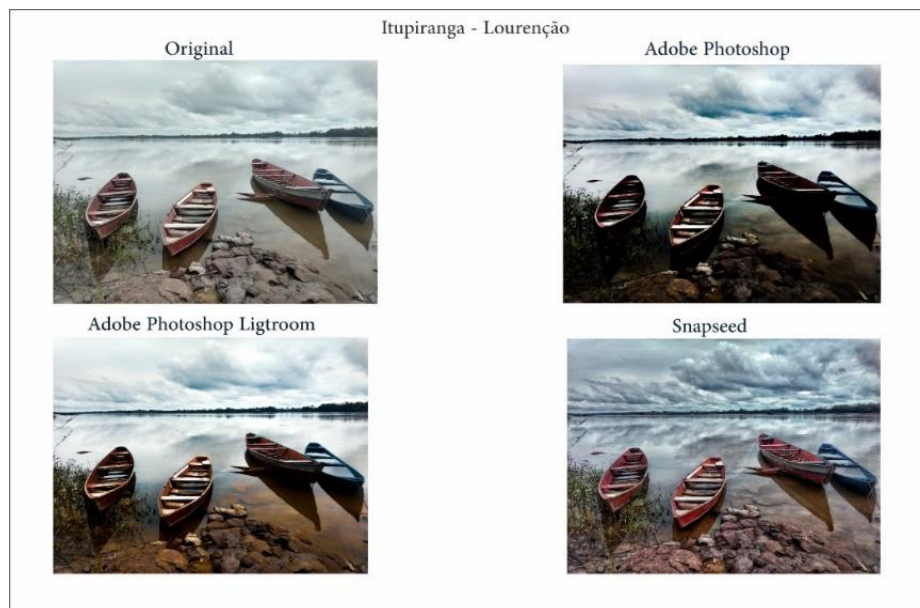 Itupiranga - Lourenção
Original
Adobe Photoshop
Adobe Photoshop Ligtroom
Snapseed